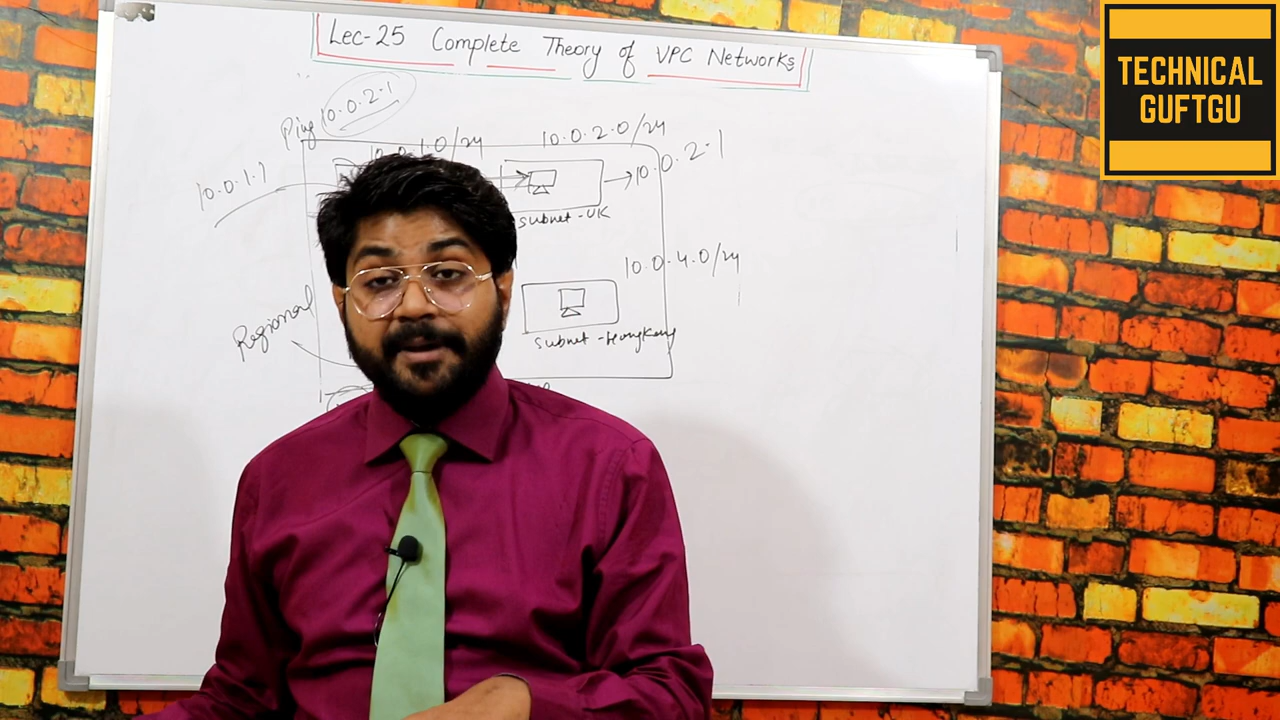 Lec-25 Complete Theory of VPC Networks
TECHNICAL
GUFTGU
Ping 10.0.2.1
10.0.1.0/24
10.0.2.0/24
10.0.1.1
10.0.2.1
subnet-UK
10.0.4.0/24
Regional
subnet-HongKong